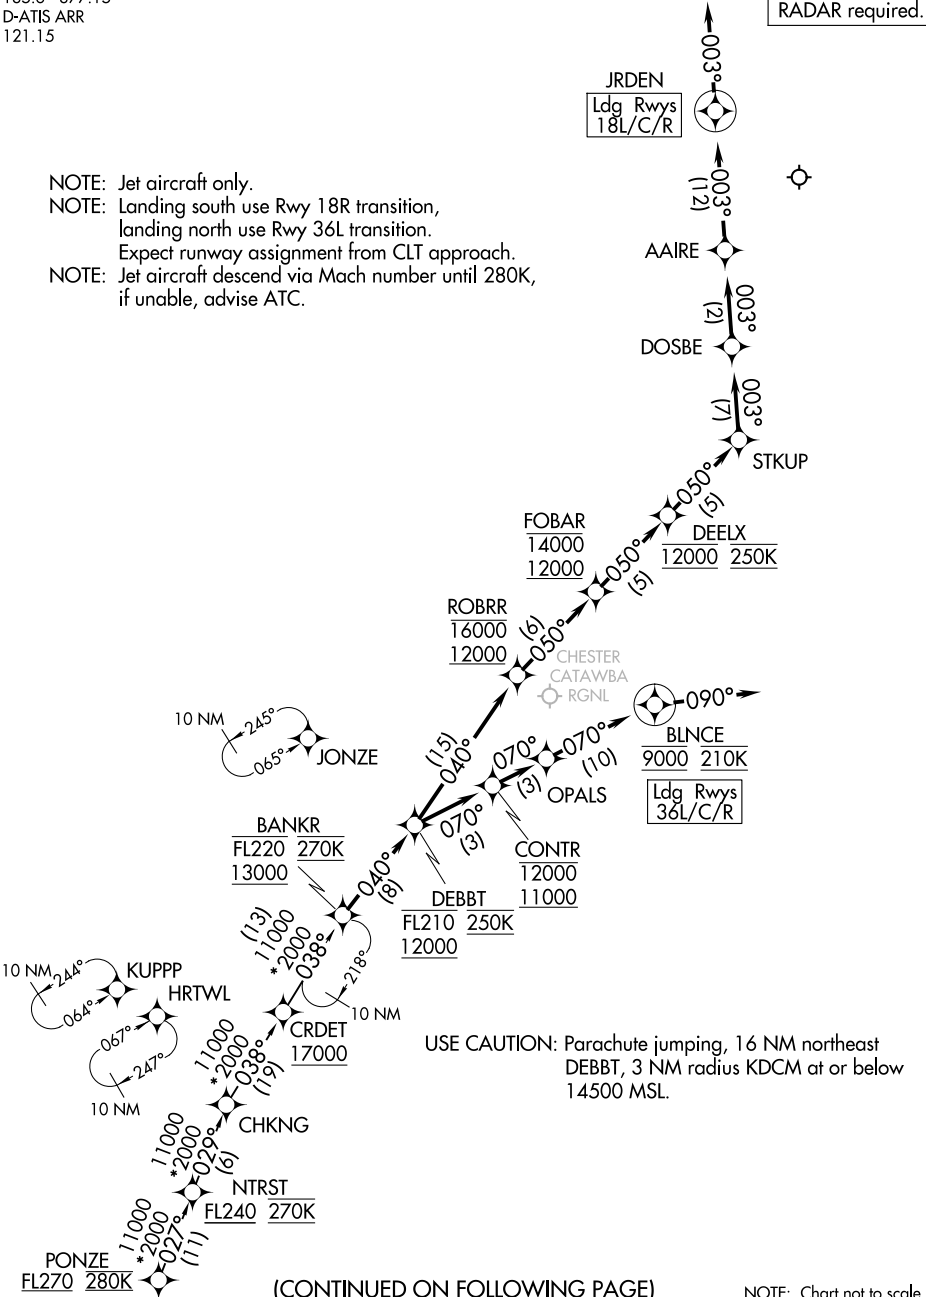 D-ATIS ARR
121.15
RADAR required.
003°
JRDEN
Ldg Rwys
18L/C/R
NOTE: Jet aircraft only.
NOTE: Landing south use Rwy 18R transition,
landing north use Rwy 36L transition.
Expect runway assignment from CLT approach.
NOTE: Jet aircraft descend via Mach number until 280K,
if unable, advise ATC.
003°
(12)
AAIRE
003°
(2)
DOSBE
003°
(7)
STKUP
050°
(5)
DEELX
12000 250K
FOBAR
14000
12000
050°
(5)
ROBRR
16000
12000
(6)
050°
CHESTER
CATAWBA
RGNL
090°
BLNCE
9000 210K
Ldg Rwys
36L/C/R
10 NM
245°
065°
JONZE
(15)
040°
070°
(3)
070°
(10)
OPALS
070°
(3)
CONTR
12000
11000
BANKR
FL220 270K
13000
040°
(8)
DEBBT
FL210 250K
12000
(13)
11000
*2000
038°
218°
10 NM
10 NM
244°
064°
KUPPP
HRTWL
067°
247°
10 NM
CRDET
17000
USE CAUTION: Parachute jumping, 16 NM northeast
DEBBT, 3 NM radius KDCM at or below
14500 MSL.
11000
*2000
038°
(19)
CHKNG
11000
*2000
029°
(6)
NTRST
FL240 270K
11000
*2000
027°
(11)
PONZE
FL270 280K
(CONTINUED ON FOLLOWING PAGE)
NOTE: Chart not to scale